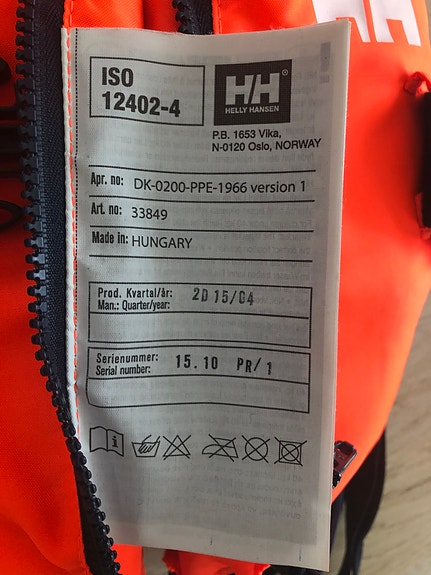 HH
ISO
12402-4
HH®
HELLY HANSEN
P.B. 1653 Vika,
N-0120 Oslo, NORWAY
Apr. no: DK-0200-PPE-1966 version 1
Art. no: 33849
Made in: HUNGARY
Prod. Kvartal/år: 2015/04
Man.: Quarter/year:
Serienummer: 15.10 PR/1
Serial number: